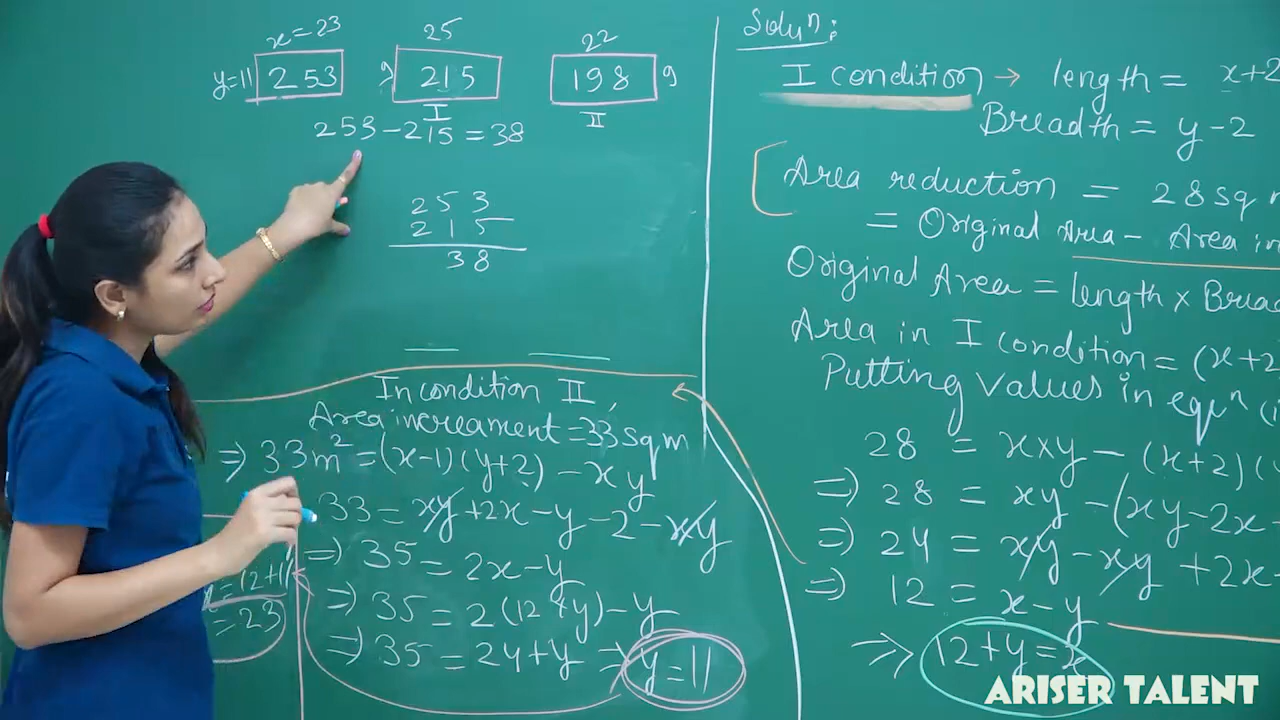 x=23
25
22
y=11 253
9 215
198 9
I
II
253-215=38
253
215
38
In condition II,
Area increament = 33 sqm
⇒ 33m² = (x-1)(y+2) - xy
33 = xy+2x-y-2-xy
⇒ 35 = 2x-y
⇒ 35 = 2(12+y)-y
⇒ 35 = 24+y ⇒ y=11
x=12+11
=23
Soluⁿ:
I condition → length = x+2
Breadth = y-2
Area reduction = 28 sq
= Original Area - Area in
Original Area = length × Bread
Area in I condition = (x+2
Putting values in eqⁿ (i
28 = x×y - (x+2)(
⇒ 28 = xy - (xy-2x-
⇒ 24 = xy-xy +2x-
⇒ 12 = x-y
⇒ 12+y=x
ARISER TALENT